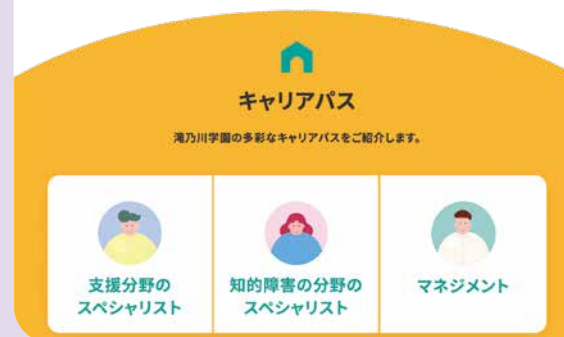 キャリアパス
滝乃川学園の多彩なキャリアパスをご紹介します。
支援分野の
スペシャリスト
知的障害の分野の
スペシャリスト
マネジメント